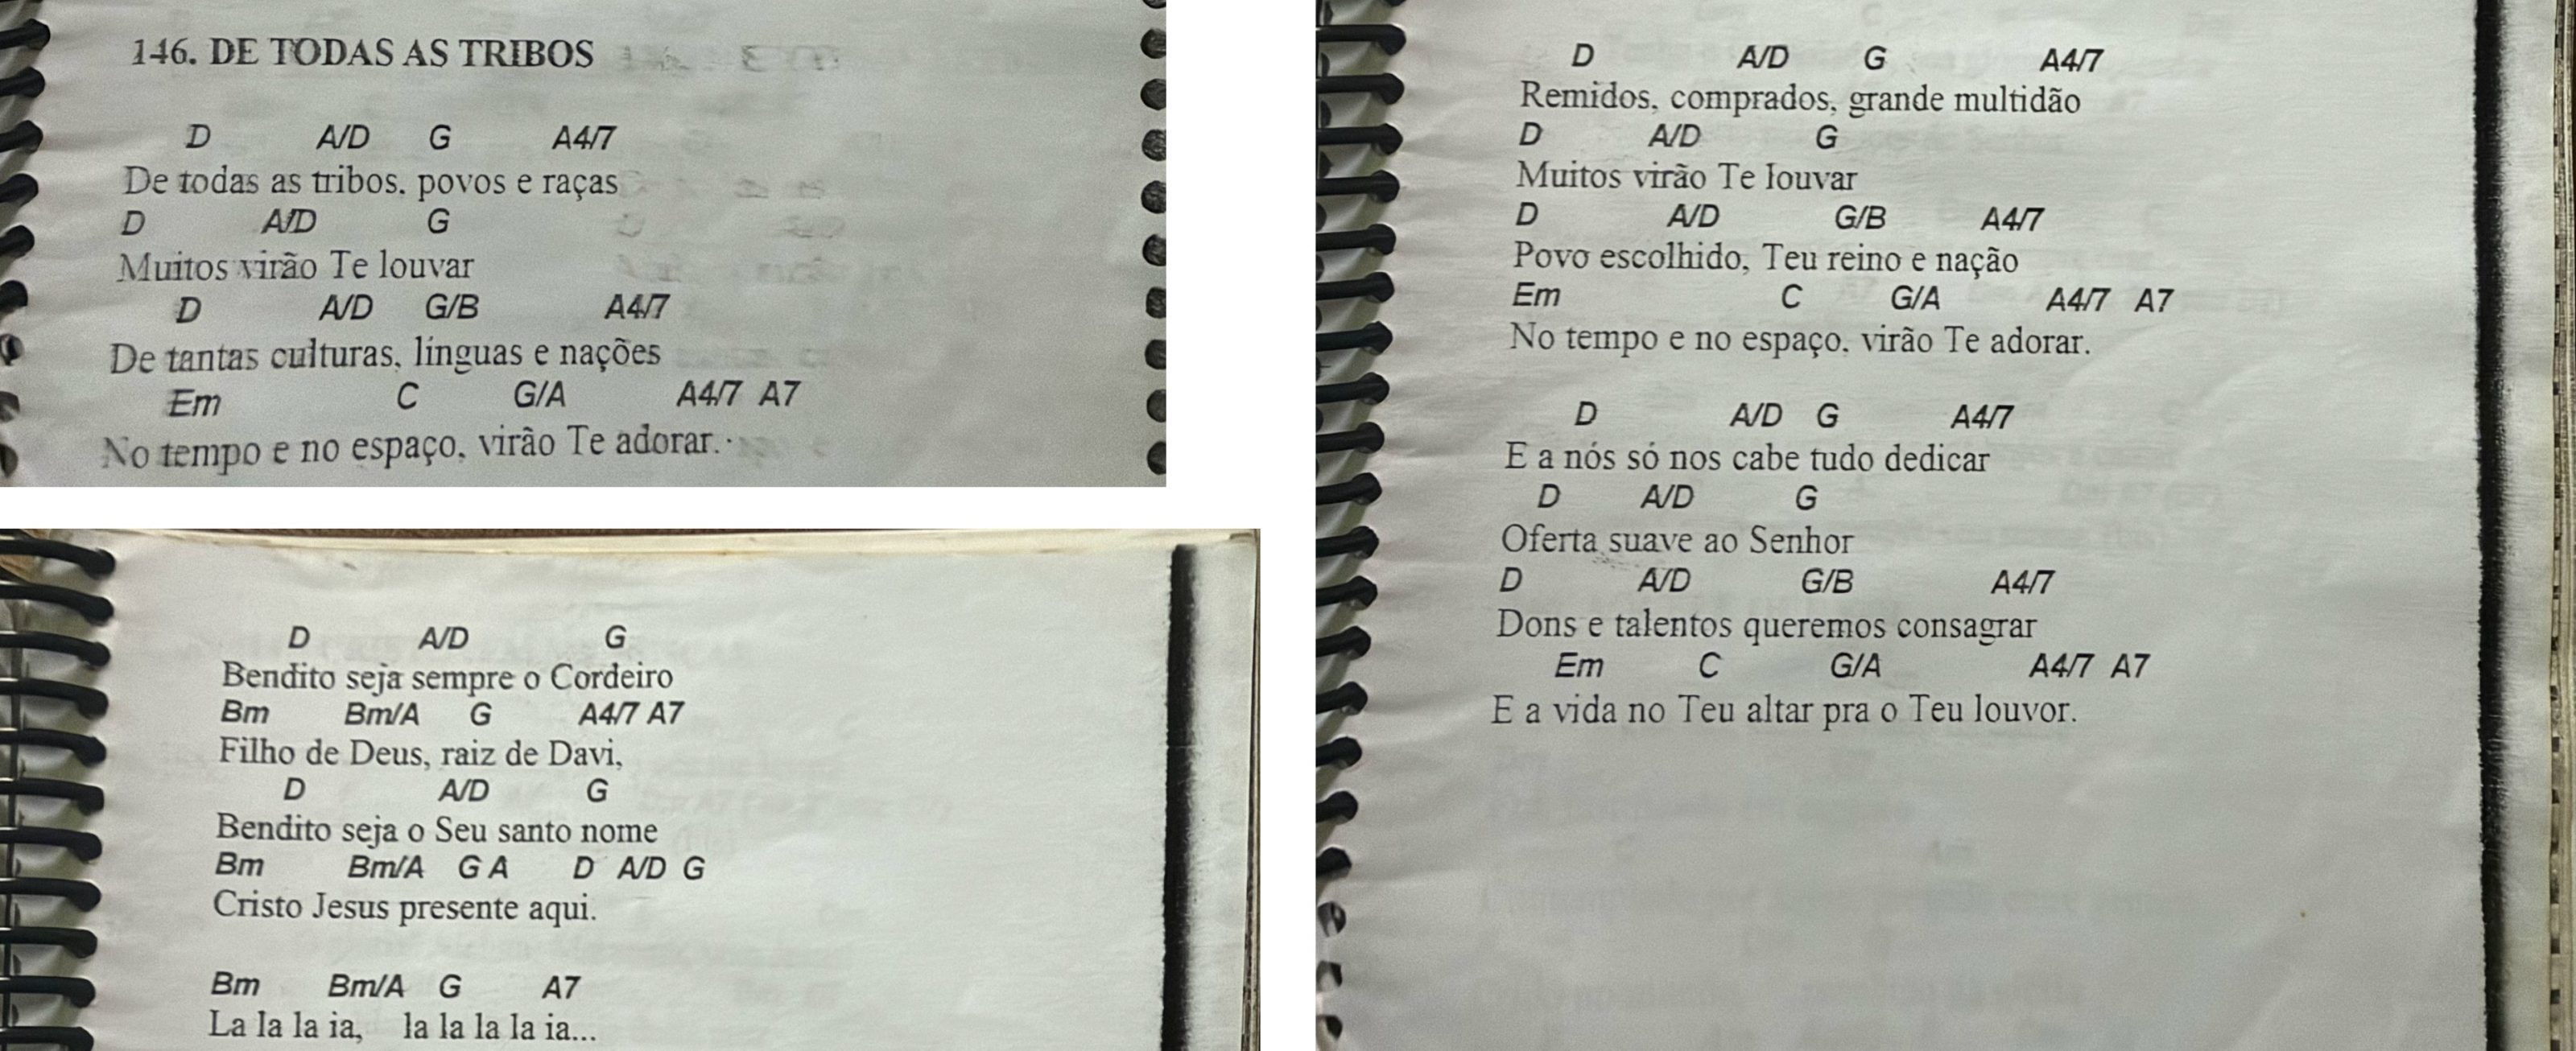 146. DE TODAS AS TRIBOS
D A/D G A4/7
De todas as tribos, povos e raças
D A/D G
Muitos virão Te louvar
D A/D G/B A4/7
De tantas culturas, línguas e nações
Em C G/A A4/7 A7
No tempo e no espaço, virão Te adorar.
D A/D G
Bendito seja sempre o Cordeiro
Bm Bm/A G A4/7 A7
Filho de Deus, raiz de Davi,
D A/D G
Bendito seja o Seu santo nome
Bm Bm/A G A D A/D G
Cristo Jesus presente aqui.
Bm Bm/A G A7
La la la ia, la la la la ia...
D A/D G A4/7
Remidos, comprados, grande multidão
D A/D G
Muitos virão Te louvar
D A/D G/B A4/7
Povo escolhido, Teu reino e nação
Em C G/A A4/7 A7
No tempo e no espaço, virão Te adorar.
D A/D G A4/7
E a nós só nos cabe tudo dedicar
D A/D G
Oferta suave ao Senhor
D A/D G/B A4/7
Dons e talentos queremos consagrar
Em C G/A A4/7 A7
E a vida no Teu altar pra o Teu louvor.